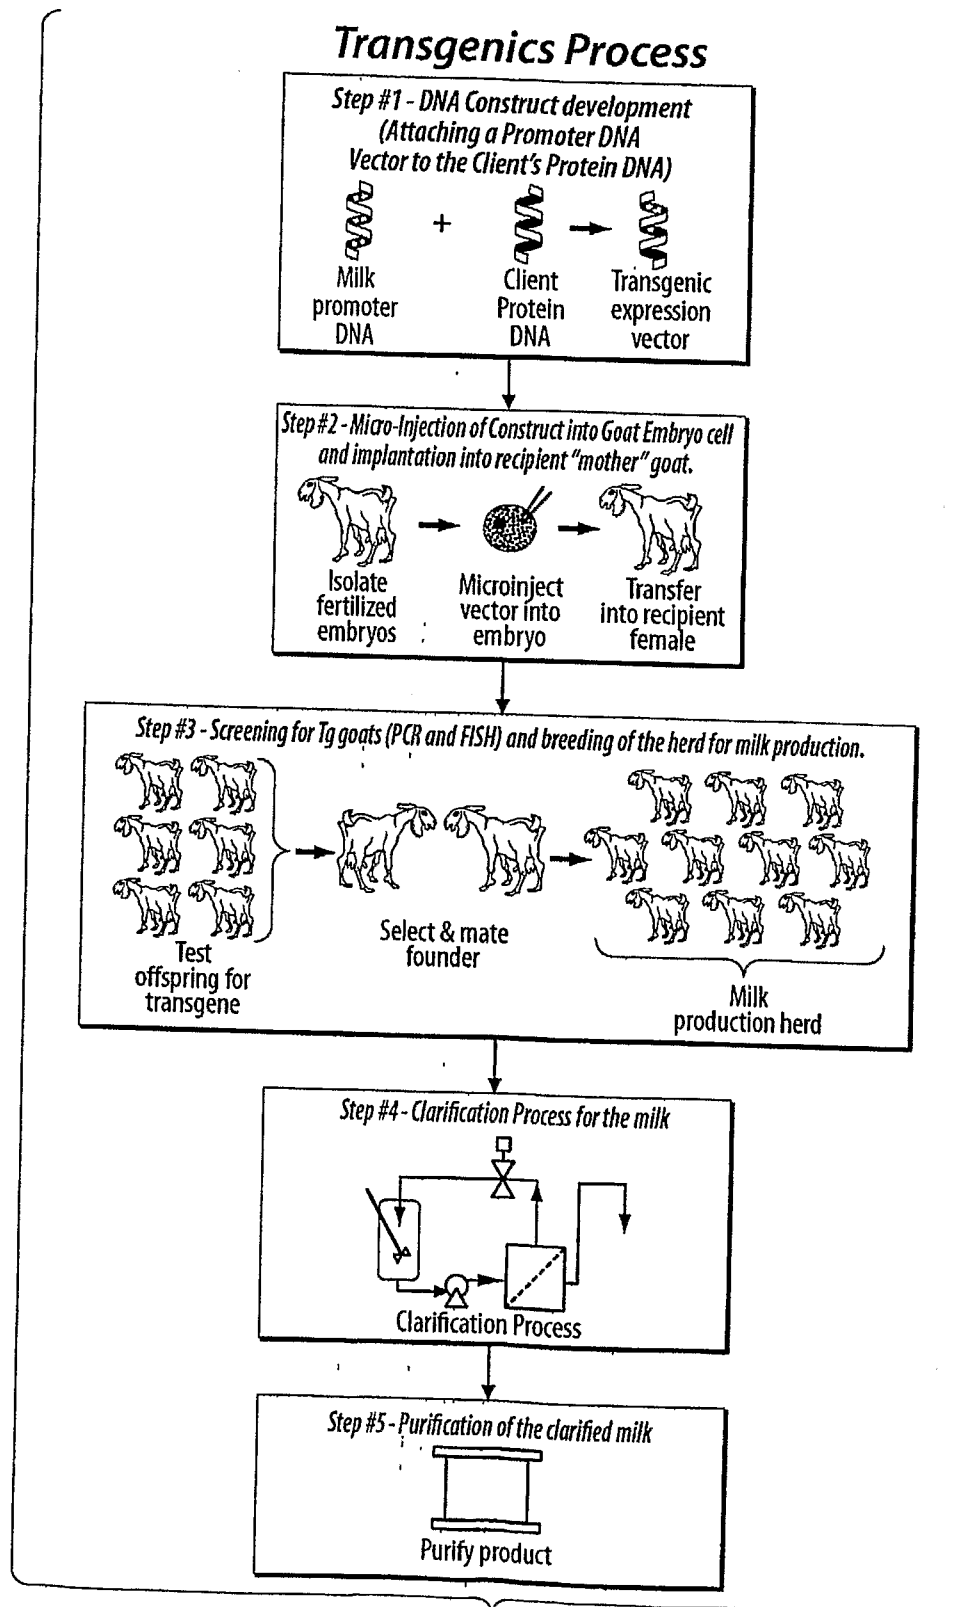 Transgenics Process
Step #1 - DNA Construct development
(Attaching a Promoter DNA
Vector to the Client's Protein DNA)
+
Milk
promoter
DNA
Client
Protein
DNA
Transgenic
expression
vector
Step #2 - Micro-Injection of Construct into Goat Embryo cell
and implantation into recipient "mother" goat.
Isolate
fertilized
embryos
Microinject
vector into
embryo
Transfer
into recipient
female
Step #3 - Screening for Tg goats (PCR and FISH) and breeding of the herd for milk production.
Test
offspring for
transgene
Select & mate
founder
Milk
production herd
Step #4 - Clarification Process for the milk
Clarification Process
Step #5 - Purification of the clarified milk
Purify product